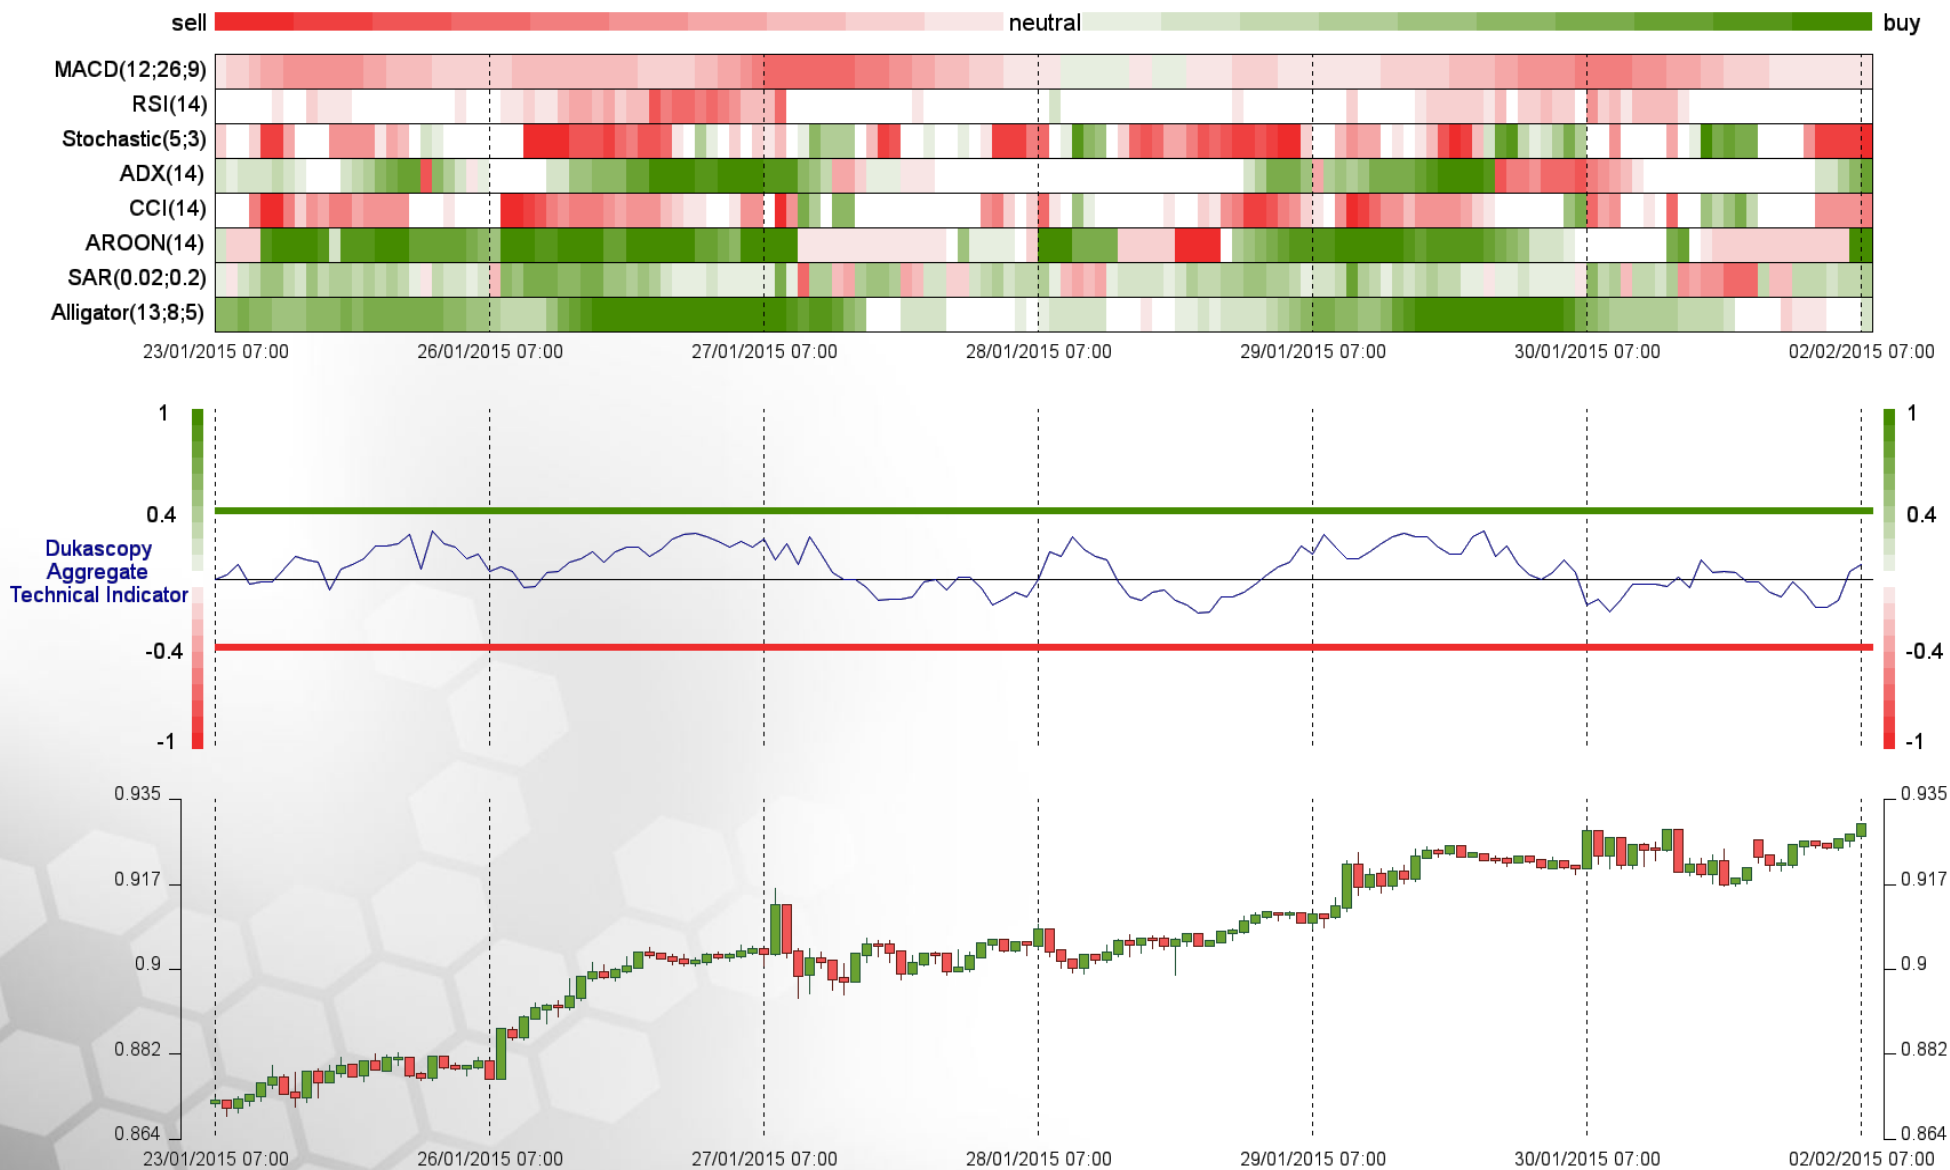 sell neutral buy
MACD(12;26;9)
RSI(14)
Stochastic(5;3)
ADX(14)
CCI(14)
AROON(14)
SAR(0.02;0.2)
Alligator(13;8;5)
23/01/2015 07:00 26/01/2015 07:00 27/01/2015 07:00 28/01/2015 07:00 29/01/2015 07:00 30/01/2015 07:00 02/02/2015 07:00
1 1
0.4 0.4
Dukascopy
Aggregate
Technical Indicator
-0.4 -0.4
-1 -1
0.935 0.935
0.917 0.917
0.9 0.9
0.882 0.882
0.864 0.864
23/01/2015 07:00 26/01/2015 07:00 27/01/2015 07:00 28/01/2015 07:00 29/01/2015 07:00 30/01/2015 07:00 02/02/2015 07:00